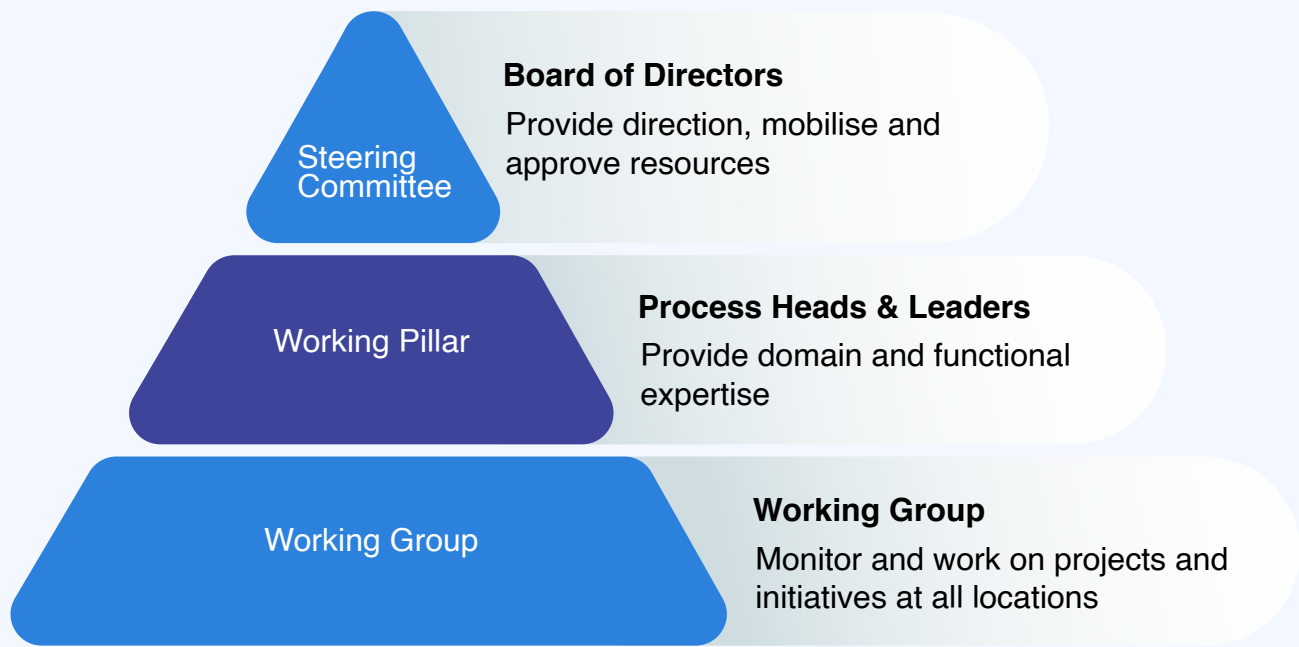 Steering
Committee
Board of Directors
Provide direction, mobilise and
approve resources
Working Pillar
Process Heads & Leaders
Provide domain and functional
expertise
Working Group
Working Group
Monitor and work on projects and
initiatives at all locations